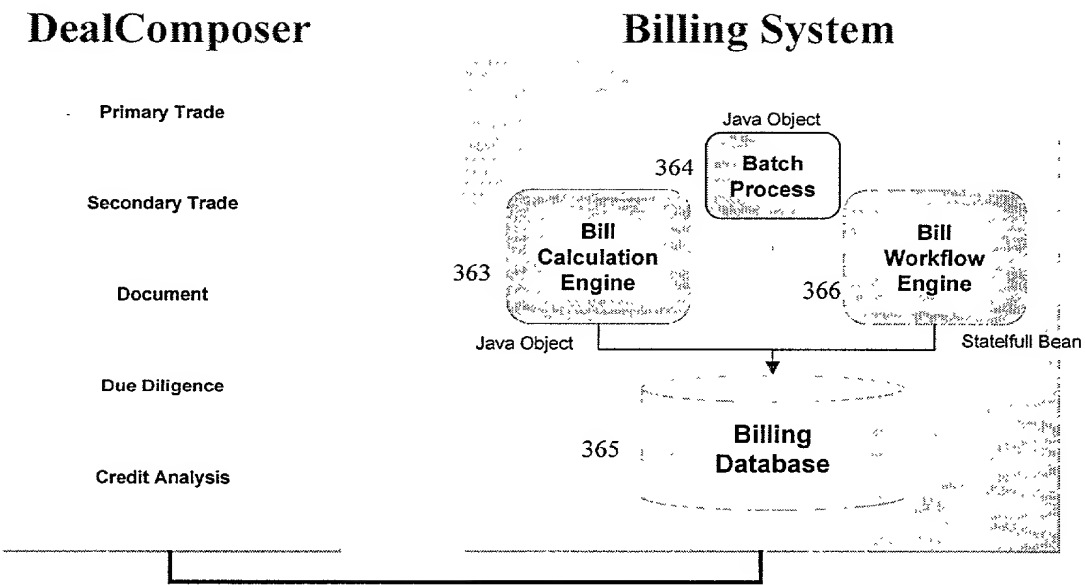 DealComposer
Primary Trade
Secondary Trade
Document
Due Diligence
Credit Analysis
Billing System
Java Object
364
Batch
Process
Bill
Calculation
Engine
363
Java Object
Bill
Workflow
Engine
366
Statelfull Bean
365
Billing
Database